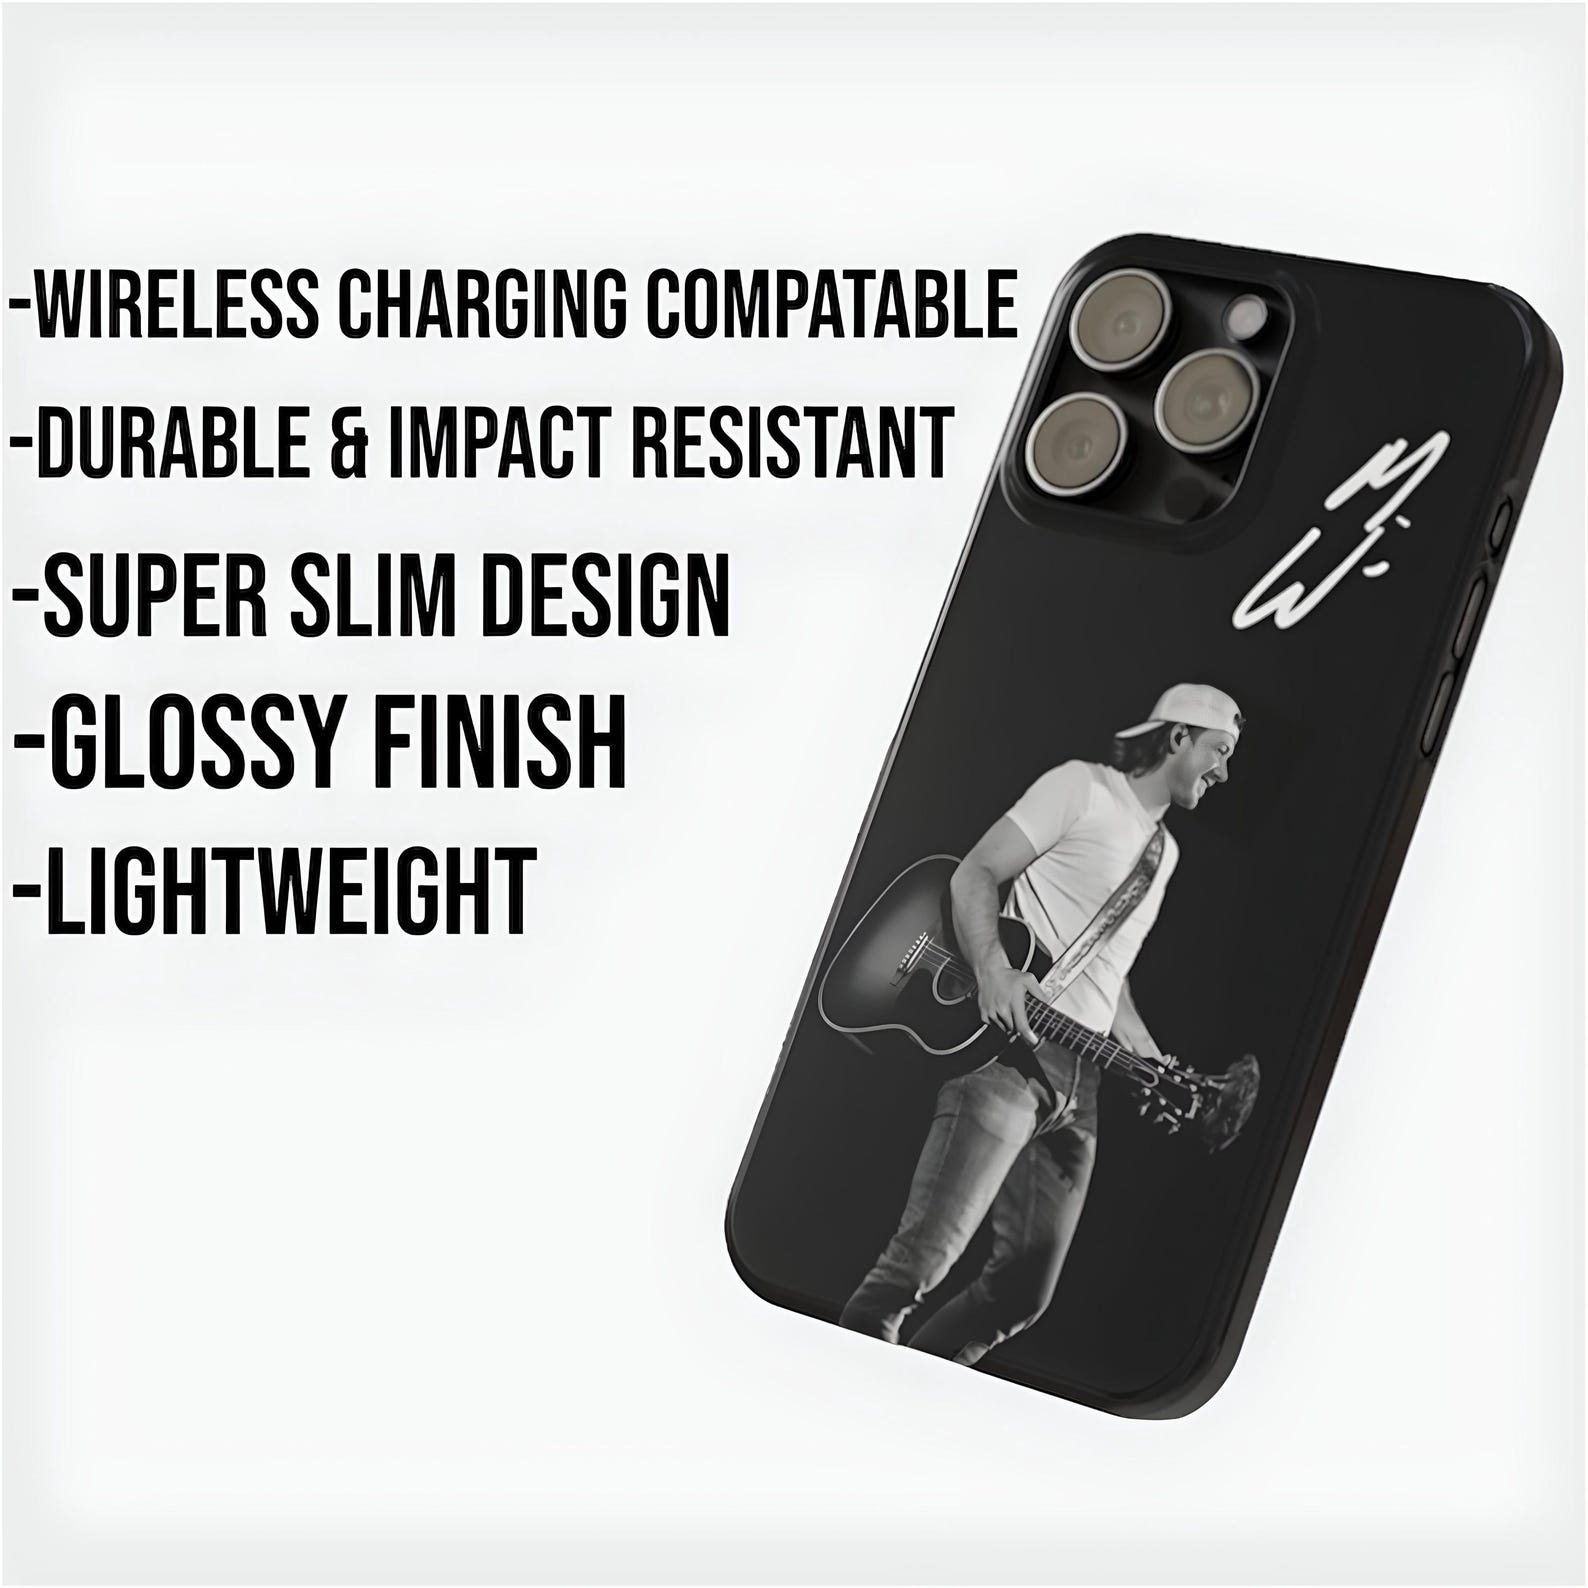 -WIRELESS CHARGING COMPATABLE
-DURABLE & IMPACT RESISTANT
-SUPER SLIM DESIGN
-GLOSSY FINISH
-LIGHTWEIGHT
M.
W.